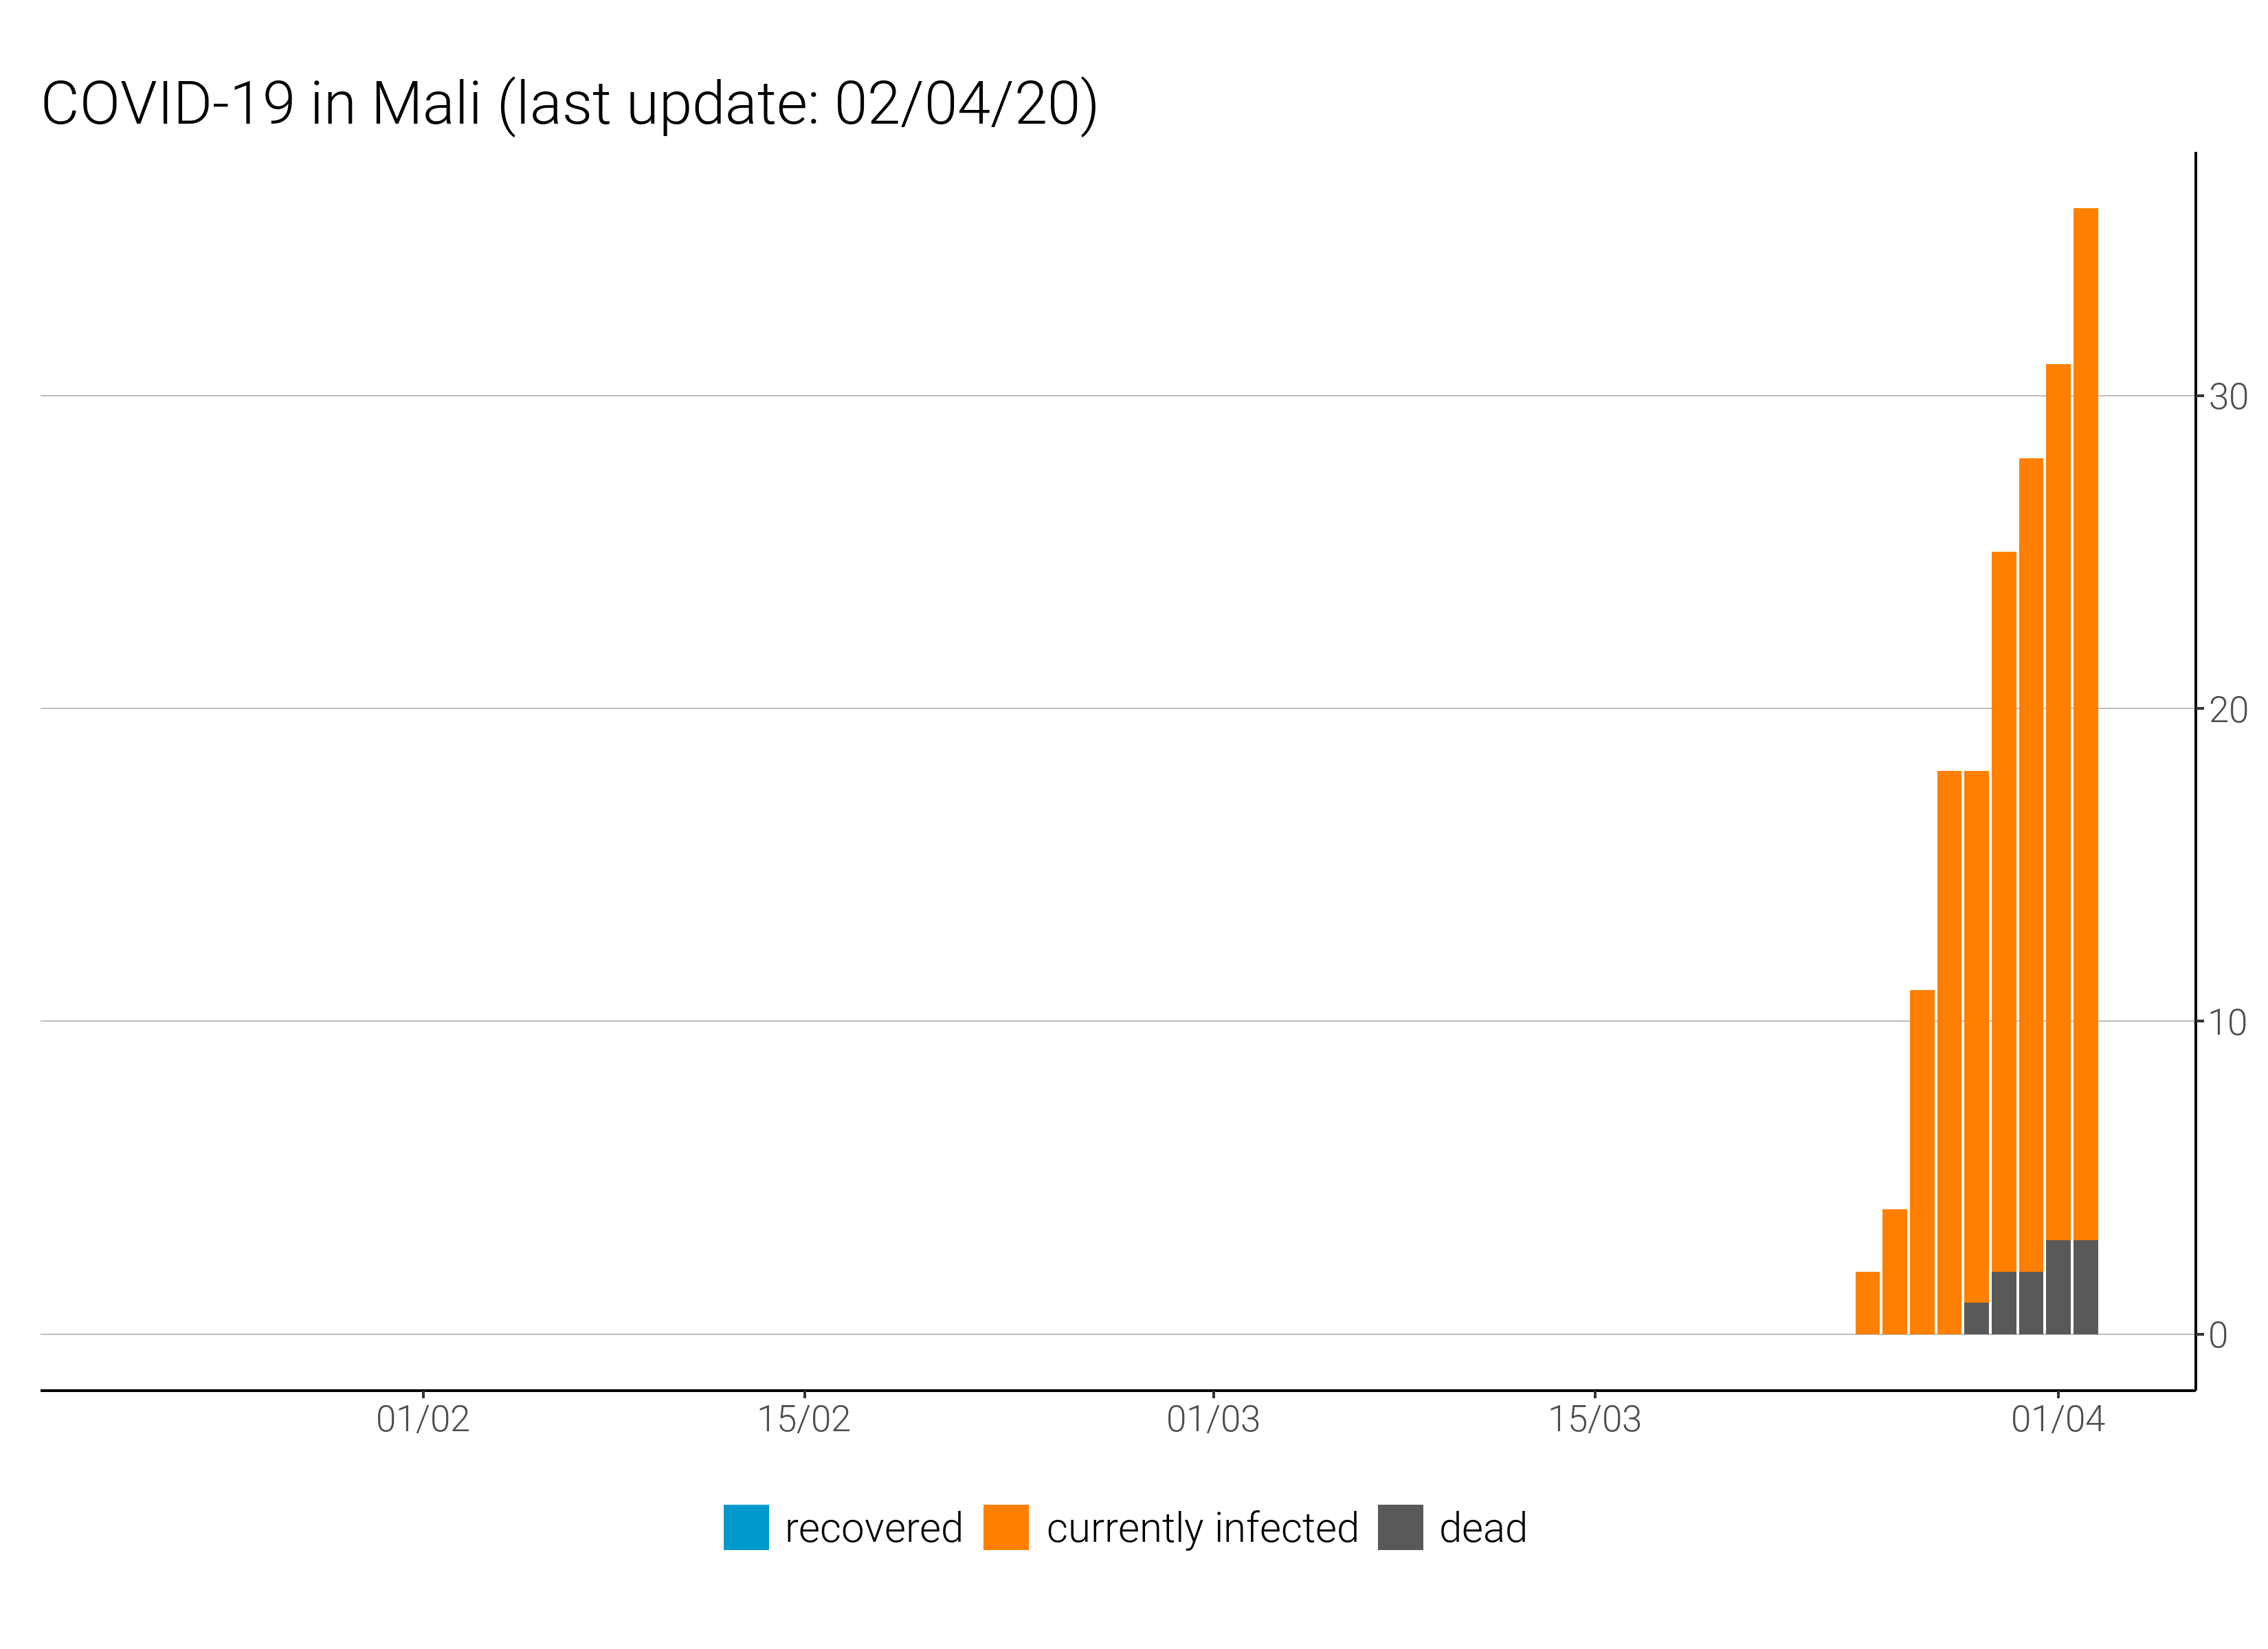 COVID-19 in Mali (last update: 02/04/20)
30
20
10
0
01/02 15/02 01/03 15/03 01/04
recovered currently infected dead